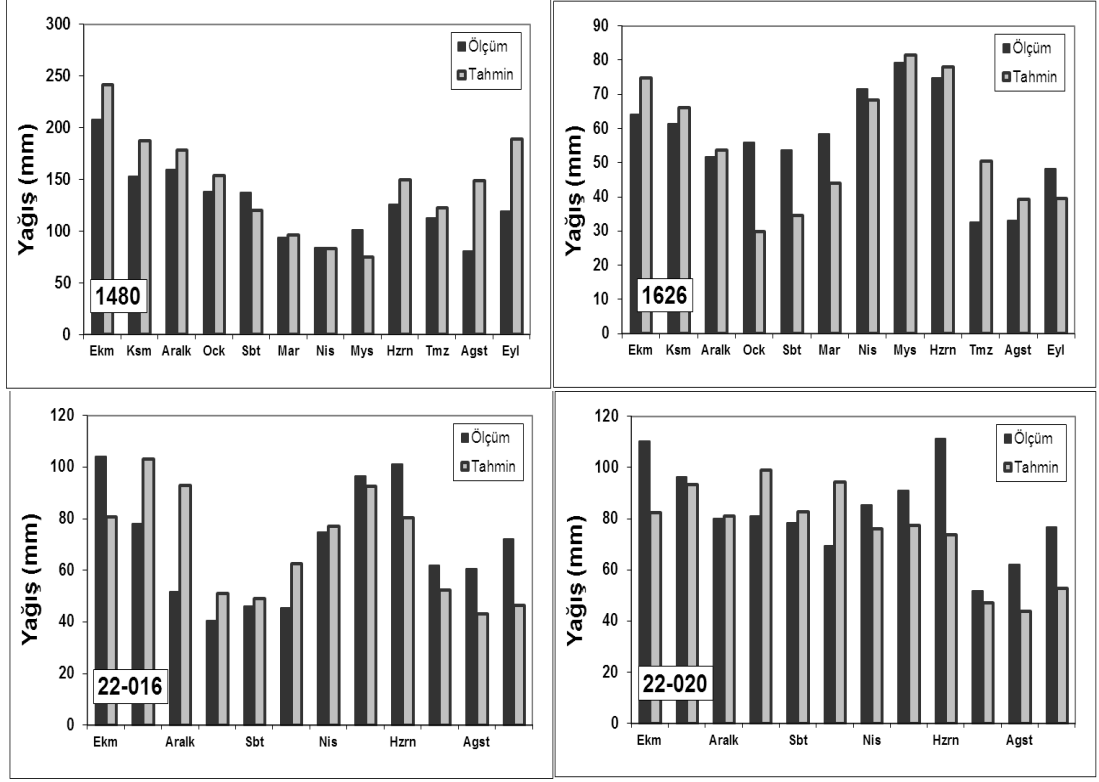 300
250
200
150
100
50
0
Yağış (mm)
Ölçüm
Tahmin
1480
Ekm Ksm Aralk Ock Sbt Mar Nis Mys Hzrn Tmz Agst Eyl
90
80
70
60
50
40
30
20
10
0
Yağış (mm)
Ölçüm
Tahmin
1626
Ekm Ksm Aralk Ock Sbt Mar Nis Mys Hzrn Tmz Agst Eyl
120
100
80
60
40
20
0
Yağış (mm)
Ölçüm
Tahmin
22-016
Ekm Aralk Sbt Nis Hzrn Agst
120
100
80
60
40
20
0
Yağış (mm)
Ölçüm
Tahmin
22-020
Ekm Aralk Sbt Nis Hzrn Agst